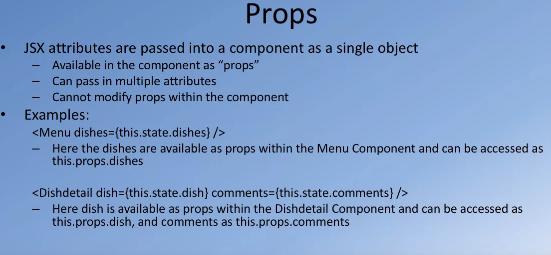 Props
• JSX attributes are passed into a component as a single object
– Available in the component as “props”
– Can pass in multiple attributes
– Cannot modify props within the component
• Examples:
<Menu dishes={this.state.dishes} />
– Here the dishes are available as props within the Menu Component and can be accessed as
this.props.dishes
<Dishdetail dish={this.state.dish} comments={this.state.comments} />
– Here dish is available as props within the Dishdetail Component and can be accessed as
this.props.dish, and comments as this.props.comments